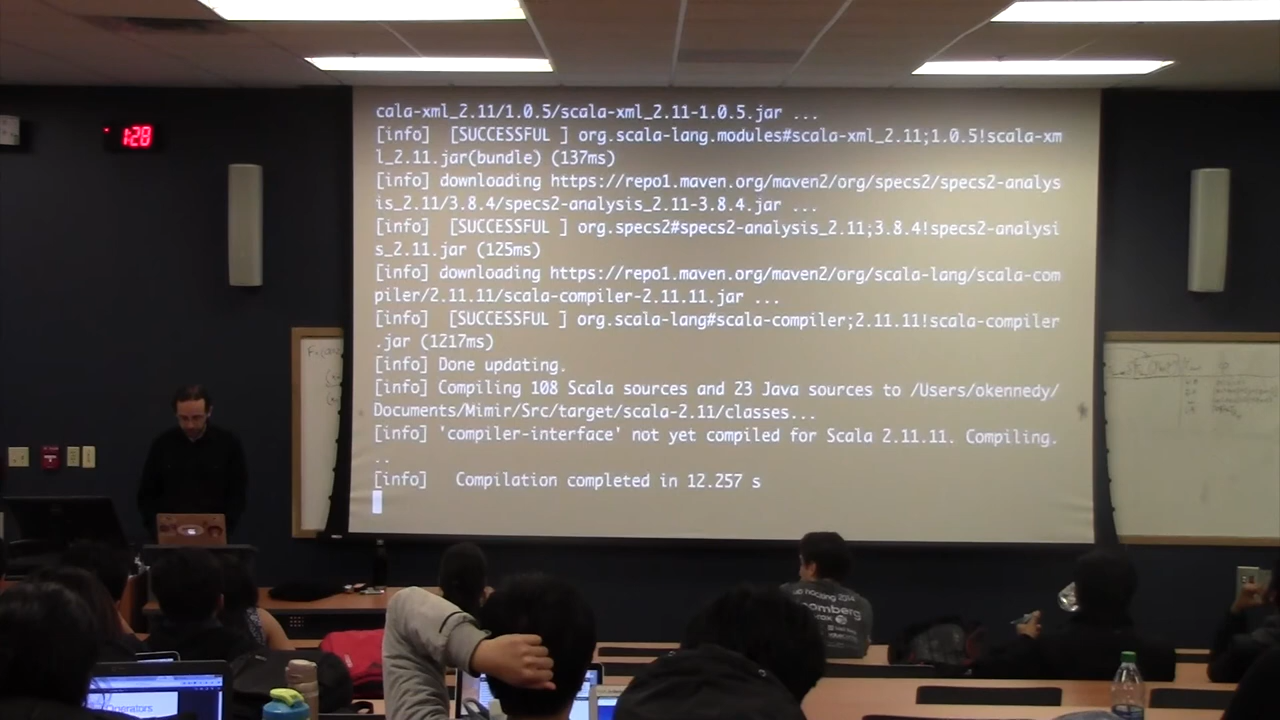 1:28
cala-xml_2.11/1.0.5/scala-xml_2.11-1.0.5.jar ...
[info]  [SUCCESSFUL ] org.scala-lang.modules#scala-xml_2.11;1.0.5!scala-xm
l_2.11.jar(bundle) (137ms)
[info] downloading https://repo1.maven.org/maven2/org/specs2/specs2-analys
is_2.11/3.8.4/specs2-analysis_2.11-3.8.4.jar ...
[info]  [SUCCESSFUL ] org.specs2#specs2-analysis_2.11;3.8.4!specs2-analysi
s_2.11.jar (125ms)
[info] downloading https://repo1.maven.org/maven2/org/scala-lang/scala-com
piler/2.11.11/scala-compiler-2.11.11.jar ...
[info]  [SUCCESSFUL ] org.scala-lang#scala-compiler;2.11.11!scala-compiler
.jar (1217ms)
[info] Done updating.
[info] Compiling 108 Scala sources and 23 Java sources to /Users/okennedy/
Documents/Mimir/Src/target/scala-2.11/classes...
[info] 'compiler-interface' not yet compiled for Scala 2.11.11. Compiling.
..
[info]   Compilation completed in 12.257 s
hacking 2014
omberg
Operators